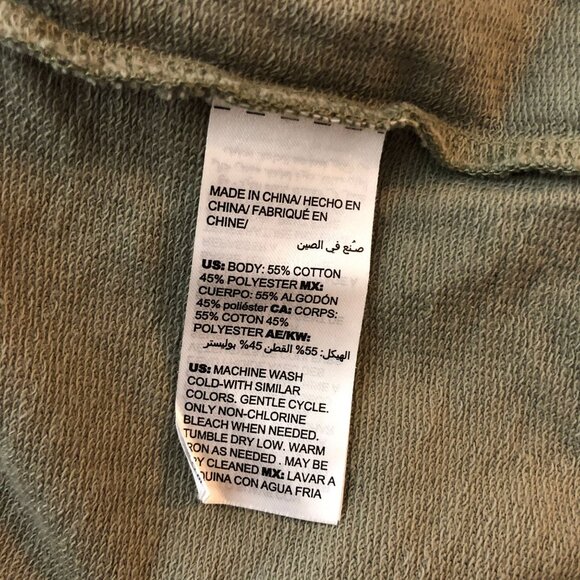 MADE IN CHINA/ HECHO EN
CHINA/ FABRIQUÉ EN
CHINE/
صنع في الصين
US: BODY: 55% COTTON
45% POLYESTER MX:
CUERPO: 55% ALGODÓN
45% poliéster CA: CORPS:
55% COTON 45%
POLYESTER AE/KW:
الهيكل: 55% القطن 45% بوليستر
US: MACHINE WASH
COLD-WITH SIMILAR
COLORS. GENTLE CYCLE.
ONLY NON-CHLORINE
BLEACH WHEN NEEDED.
TUMBLE DRY LOW. WARM
RON AS NEEDED . MAY BE
Y CLEANED MX: LAVAR A
QUINA CON AGUA FRIA